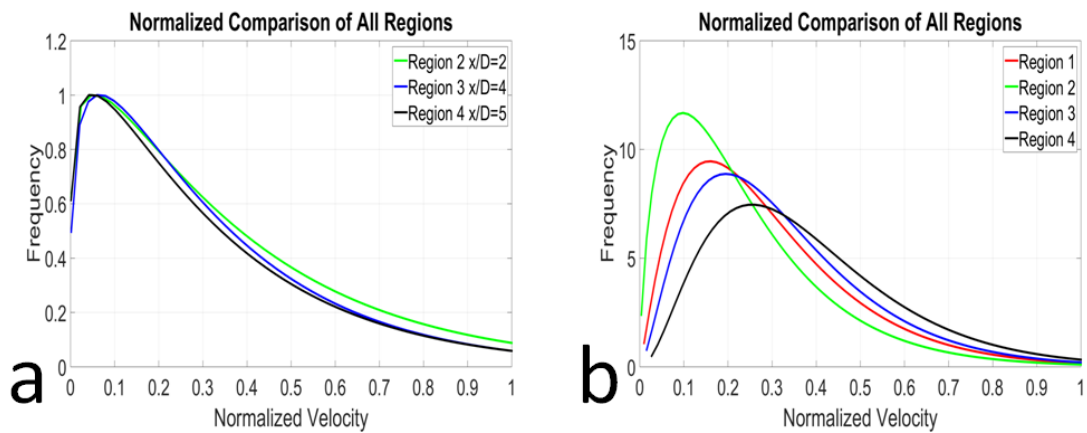 Normalized Comparison of All Regions
1.2
1
0.8
0.6
0.4
0.2
0
Frequency
Region 2 x/D=2
Region 3 x/D=4
Region 4 x/D=5
0 0.1 0.2 0.3 0.4 0.5 0.6 0.7 0.8 0.9 1
Normalized Velocity
a
Normalized Comparison of All Regions
15
10
5
0
Frequency
Region 1
Region 2
Region 3
Region 4
0 0.1 0.2 0.3 0.4 0.5 0.6 0.7 0.8 0.9 1
Normalized Velocity
b